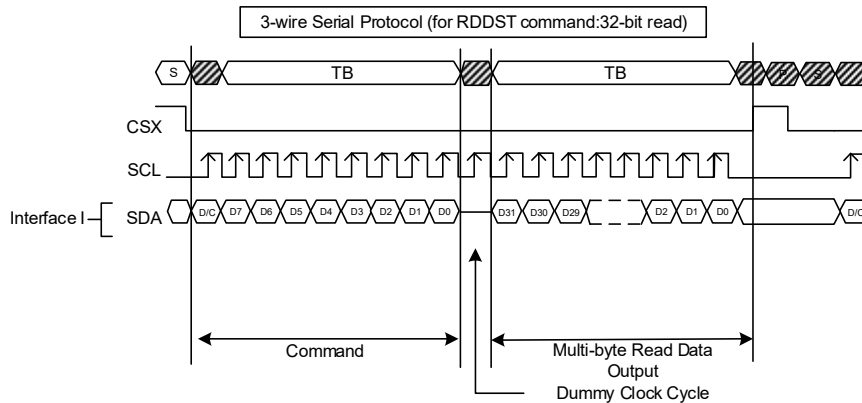 3-wire Serial Protocol (for RDDST command:32-bit read)
S TB TB P S
CSX
SCL
Interface I SDA D/C D7 D6 D5 D4 D3 D2 D1 D0 D31 D30 D29 D2 D1 D0 D/C
Command
Multi-byte Read Data
Output
Dummy Clock Cycle